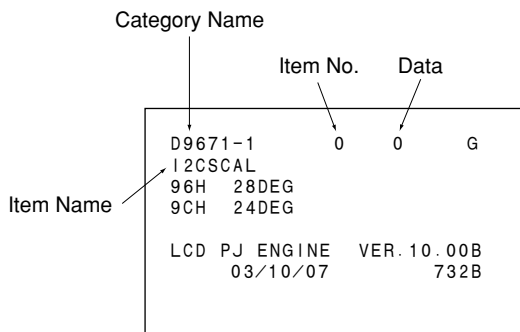 Category Name
Item No. Data
D9671-1 0 0 G
I2CSCAL
96H 28DEG
Item Name
9CH 24DEG
LCD PJ ENGINE VER.10.00B
03/10/07 732B